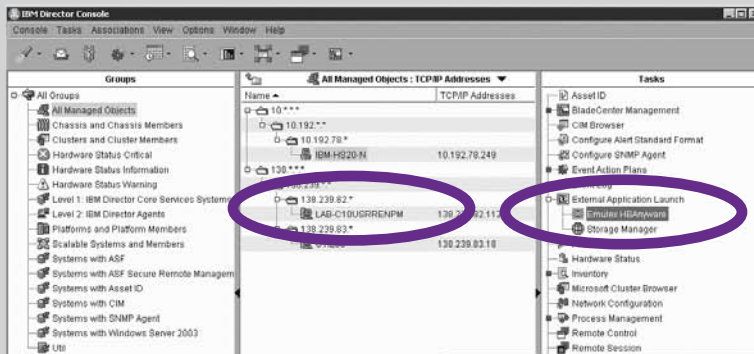 IBM Director Console
Console Tasks Associations View Options Window Help
Groups
All Groups
All Managed Objects
Chassis and Chassis Members
Clusters and Cluster Members
Hardware Status Critical
Hardware Status Information
Hardware Status Warning
Level 1: IBM Director Core Services Systems
Level 2: IBM Director Agents
Platforms and Platform Members
Scalable Systems and Members
Systems with ASF
Systems with ASF Secure Remote Managem
Systems with Asset ID
Systems with CIM
Systems with SNMP Agent
Systems with Windows Server 2003
Util
All Managed Objects : TCP/IP Addresses
Name TCP/IP Addresses
10.*.*.*
10.192.*.*
10.192.78.*
IBM-HS20-N 10.192.78.249
138.*.*.*
138.239.82.*
LAB-C10USRRENPM
138.239.83.*
138.239.83.18
Tasks
Asset ID
BladeCenter Management
CIM Browser
Configure Alert Standard Format
Configure SNMP Agent
Event Action Plans
External Application Launch
Emulex HBAnyware
Storage Manager
Hardware Status
Inventory
Microsoft Cluster Browser
Network Configuration
Process Management
Remote Control
Remote Session